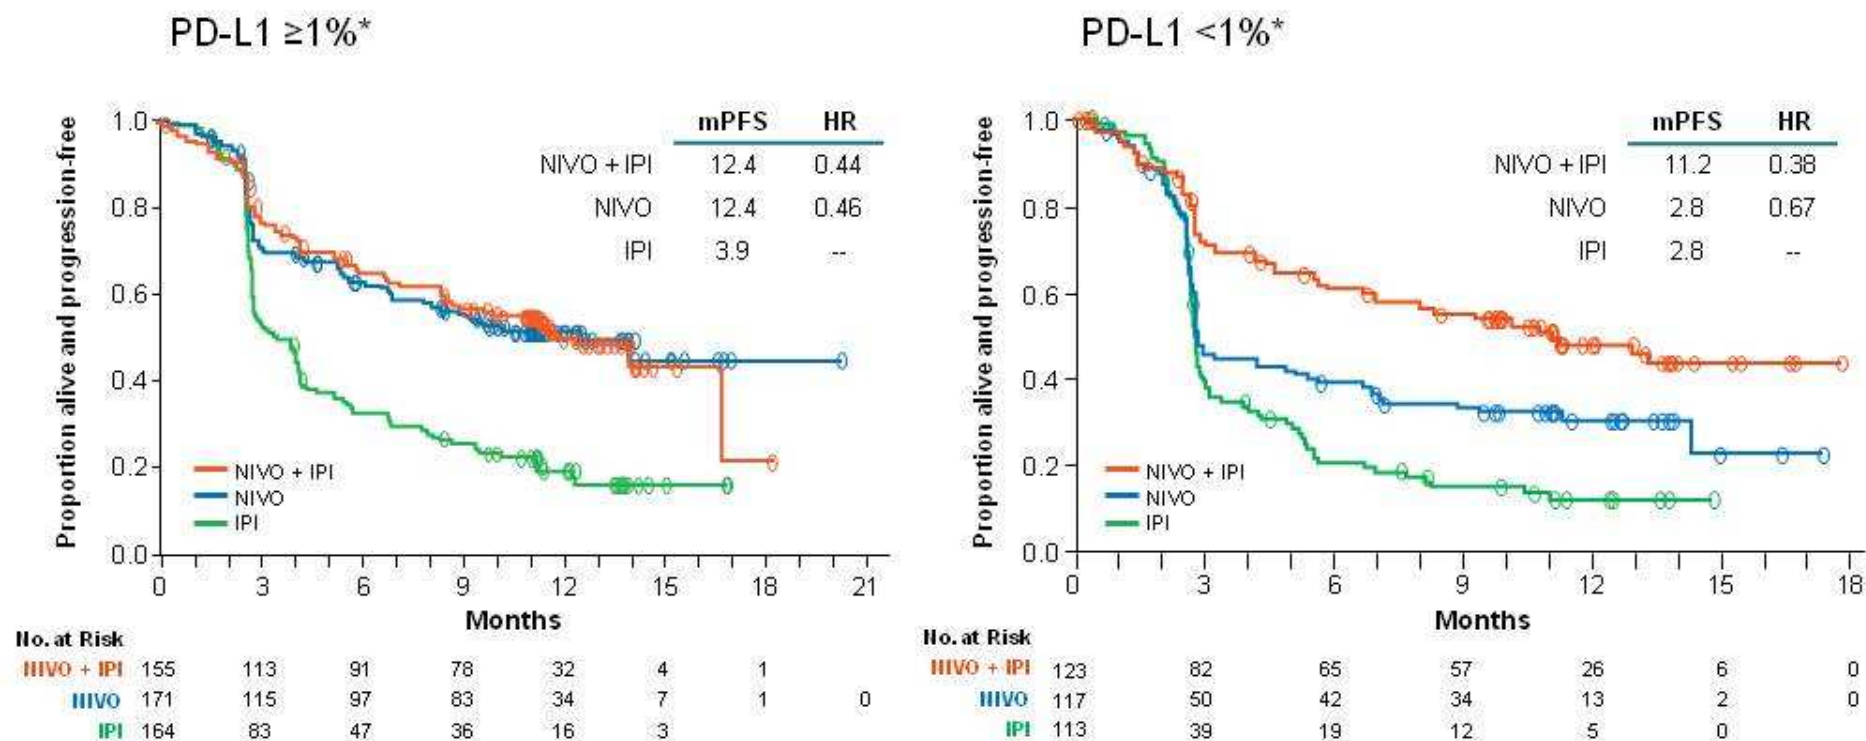 PD-L1 ≥1%*
mPFS HR
NIVO + IPI 12.4 0.44
NIVO 12.4 0.46
IPI 3.9 --
Proportion alive and progression-free
1.0
0.8
0.6
0.4
0.2
0.0
NIVO + IPI
NIVO
IPI
0 3 6 9 12 15 18 21
Months
No. at Risk
NIVO + IPI 155 113 91 78 32 4 1
NIVO 171 115 97 83 34 7 1 0
IPI 164 83 47 36 16 3
PD-L1 <1%*
mPFS HR
NIVO + IPI 11.2 0.38
NIVO 2.8 0.67
IPI 2.8 --
Proportion alive and progression-free
1.0
0.8
0.6
0.4
0.2
0.0
NIVO + IPI
NIVO
IPI
0 3 6 9 12 15 18
Months
No. at Risk
NIVO + IPI 123 82 65 57 26 6 0
NIVO 117 50 42 34 13 2 0
IPI 113 39 19 12 5 0